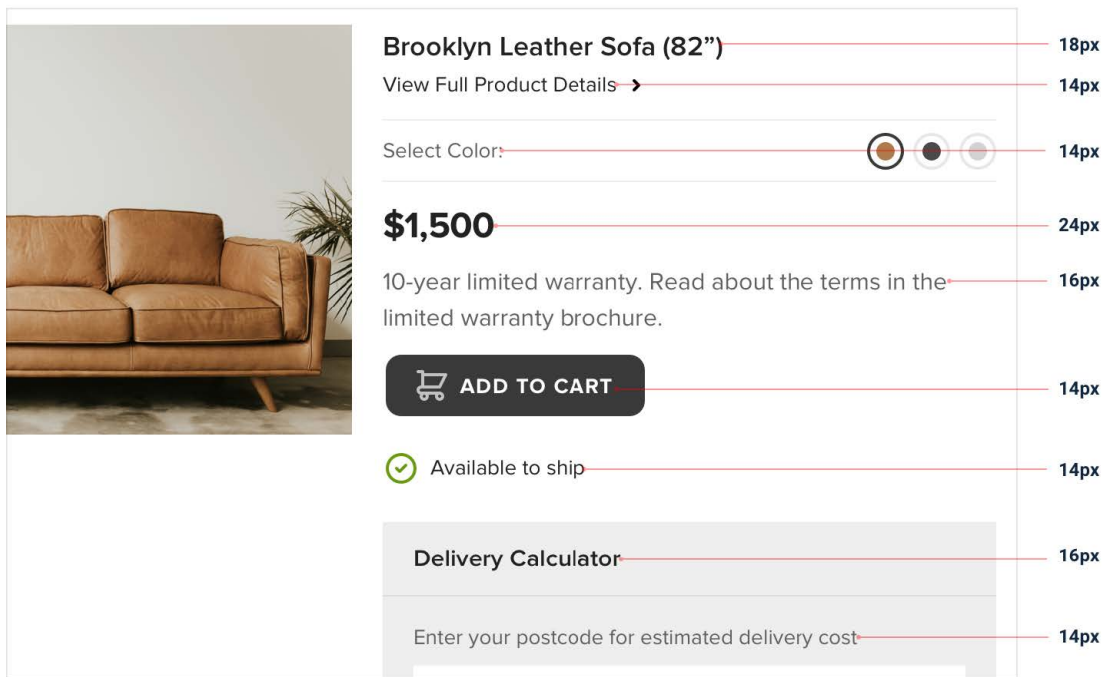 Brooklyn Leather Sofa (82”) 18px
View Full Product Details 14px
Select Color: 14px
$1,500 24px
10-year limited warranty. Read about the terms in the 16px
limited warranty brochure.
ADD TO CART 14px
Available to ship 14px
Delivery Calculator 16px
Enter your postcode for estimated delivery cost 14px